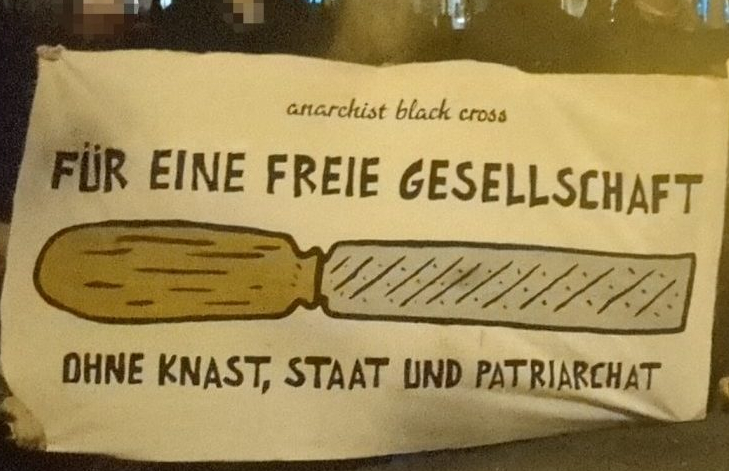 anarchist black cross
FÜR EINE FREIE GESELLSCHAFT
OHNE KNAST, STAAT UND PATRIARCHAT